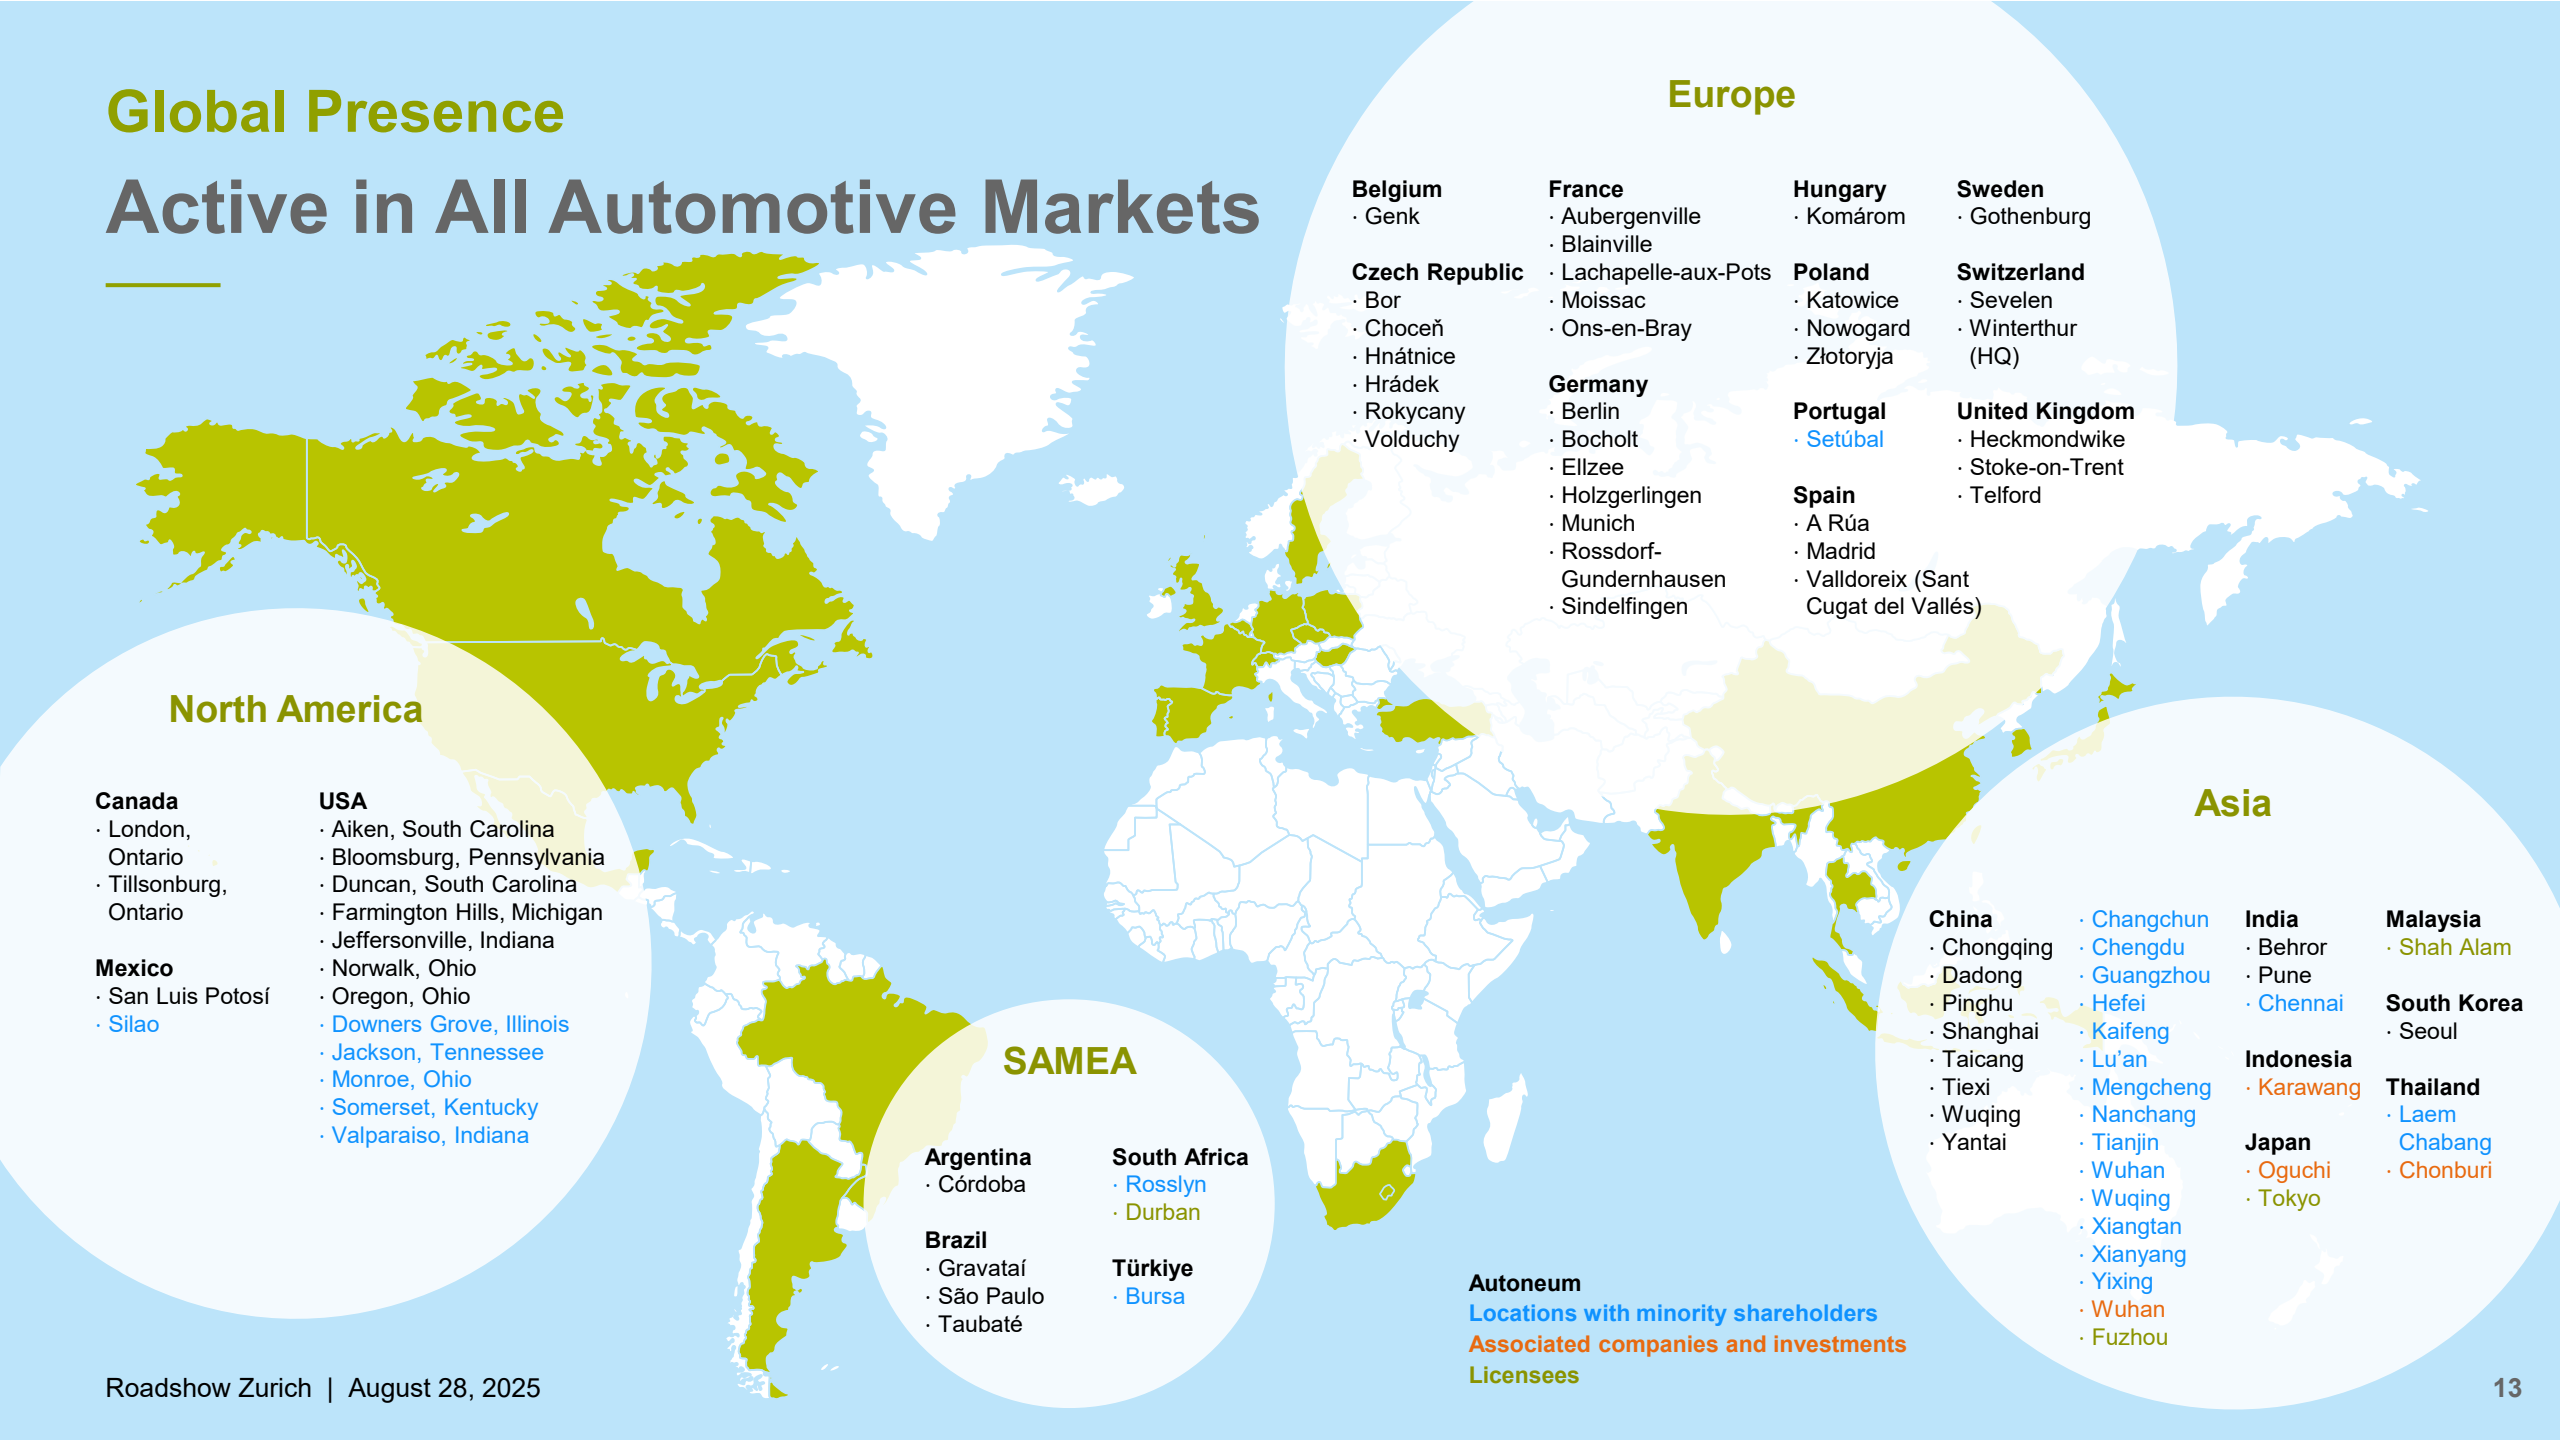 Global Presence
Active in All Automotive Markets
Europe
Belgium
· Genk
Czech Republic
· Bor
· Choceň
· Hnátnice
· Hrádek
· Rokycany
· Volduchy
France
· Aubergenville
· Blainville
· Lachapelle-aux-Pots
· Moissac
· Ons-en-Bray
Germany
· Berlin
· Bocholt
· Ellzee
· Holzgerlingen
· Munich
· Rossdorf-
Gundernhausen
· Sindelfingen
Hungary
· Komárom
Poland
· Katowice
· Nowogard
· Złotoryja
Portugal
· Setúbal
Spain
· A Rúa
· Madrid
· Valldoreix (Sant
Cugat del Vallés)
Sweden
· Gothenburg
Switzerland
· Sevelen
· Winterthur
(HQ)
United Kingdom
· Heckmondwike
· Stoke-on-Trent
· Telford
North America
Canada
· London,
Ontario
· Tillsonburg,
Ontario
Mexico
· San Luis Potosí
· Silao
USA
· Aiken, South Carolina
· Bloomsburg, Pennsylvania
· Duncan, South Carolina
· Farmington Hills, Michigan
· Jeffersonville, Indiana
· Norwalk, Ohio
· Oregon, Ohio
· Downers Grove, Illinois
· Jackson, Tennessee
· Monroe, Ohio
· Somerset, Kentucky
· Valparaiso, Indiana
SAMEA
Argentina
· Córdoba
Brazil
· Gravataí
· São Paulo
· Taubaté
South Africa
· Rosslyn
· Durban
Türkiye
· Bursa
Asia
China
· Chongqing
· Dadong
· Pinghu
· Shanghai
· Taicang
· Tiexi
· Wuqing
· Yantai
· Changchun
· Chengdu
· Guangzhou
· Hefei
· Kaifeng
· Lu’an
· Mengcheng
· Nanchang
· Tianjin
· Wuhan
· Wuqing
· Xiangtan
· Xianyang
· Yixing
· Wuhan
· Fuzhou
India
· Behror
· Pune
· Chennai
Indonesia
· Karawang
Japan
· Oguchi
· Tokyo
Malaysia
· Shah Alam
South Korea
· Seoul
Thailand
· Laem
Chabang
· Chonburi
Autoneum
Locations with minority shareholders
Associated companies and investments
Licensees
Roadshow Zurich | August 28, 2025
13